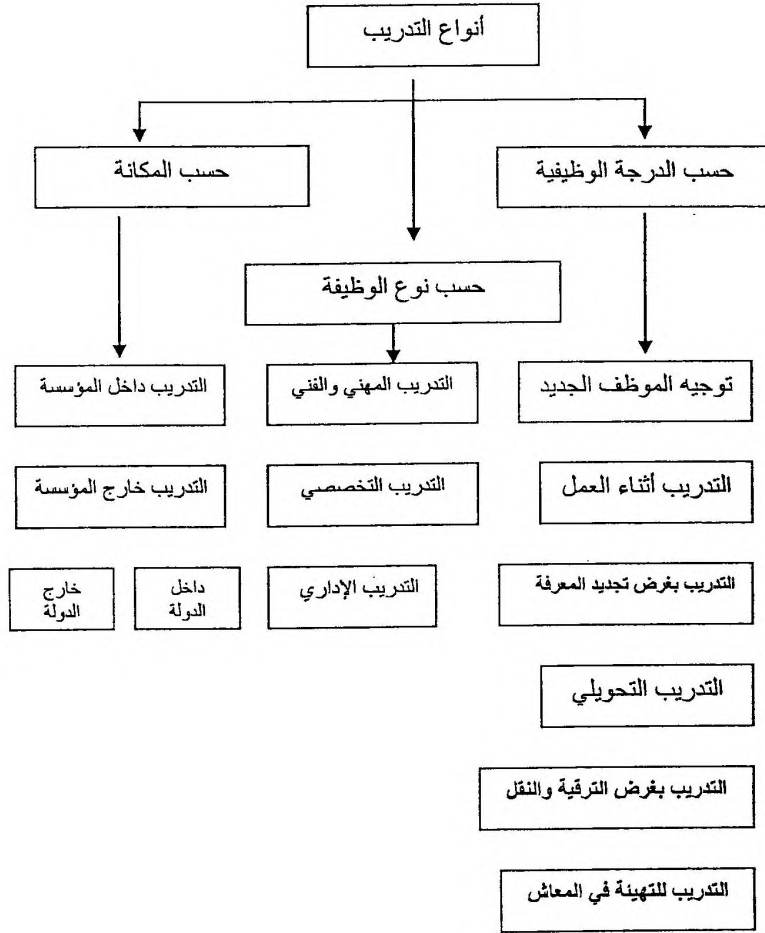 أنواع التدريب
حسب الدرجة الوظيفية
حسب المكانة
حسب نوع الوظيفة
توجيه الموظف الجديد
التدريب المهني والفني
التدريب داخل المؤسسة
التدريب أثناء العمل
التدريب التخصصي
التدريب خارج المؤسسة
التدريب بغرض تجديد المعرفة
التدريب الإداري
داخل
الدولة
خارج
الدولة
التدريب التحويلي
التدريب بغرض الترقية والنقل
التدريب للتهيئة في المعاش